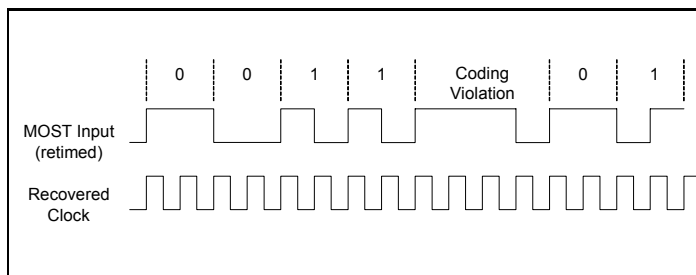 0 0 1 1 Coding Violation 0 1
MOST Input
(retimed)
Recovered
Clock